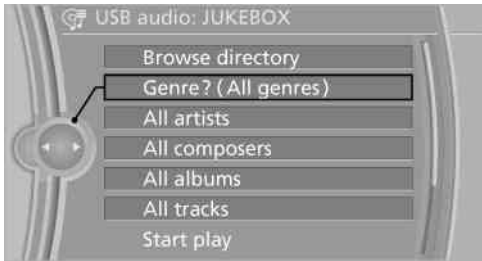 USB audio: JUKEBOX
Browse directory
Genre? (All genres)
All artists
All composers
All albums
All tracks
Start play